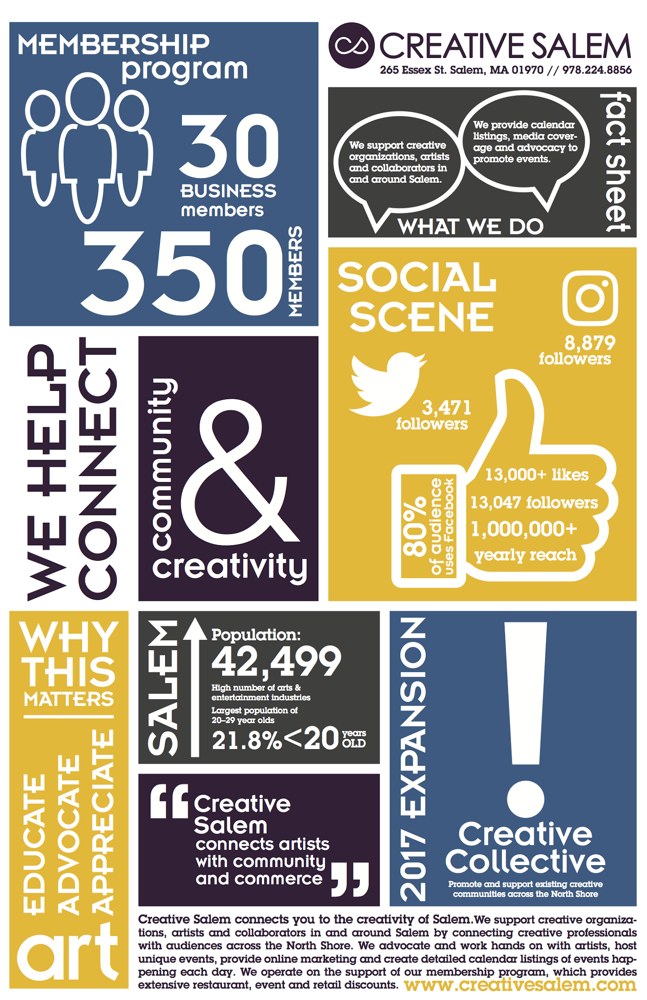 MEMBERSHIP
program
30
BUSINESS
members
350
MEMBERS
CREATIVE SALEM
265 Essex St. Salem, MA 01970 // 978.224.8856
fact sheet
We support creative
organizations, artists
and collaborators in
and around Salem.
We provide calendar
listings, media cover-
age and advocacy to
promote events.
WHAT WE DO
SOCIAL
SCENE
8,879
followers
3,471
followers
80%
of audience
uses Facebook
13,000+ likes
13,047 followers
1,000,000+
yearly reach
WE HELP
CONNECT
community
&
creativity
WHY
THIS
MATTERS
EDUCATE
ADVOCATE
APPRECIATE
art
SALEM
Population:
42,499
High number of arts &
entertainment industries
Largest population of
20–29 year olds
21.8%<20 years
OLD
“Creative
Salem
connects artists
with community
and commerce”
2017 EXPANSION
!
Creative
Collective
Promote and support existing creative
communities across the North Shore
Creative Salem connects you to the creativity of Salem.We support creative organiza-
tions, artists and collaborators in and around Salem by connecting creative professionals
with audiences across the North Shore. We advocate and work hands on with artists, host
unique events, provide online marketing and create detailed calendar listings of events hap-
pening each day. We operate on the support of our membership program, which provides
extensive restaurant, event and retail discounts. www.creativesalem.com